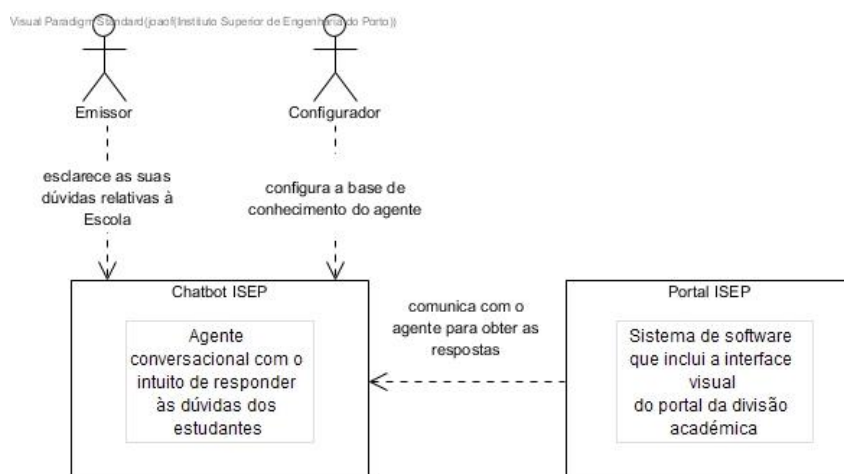 Visual Paradigm Standard(joaof(Instituto Superior de Engenharia do Porto))
Emissor
Configurador
esclarece as suas
dúvidas relativas à
Escola
configura a base de
conhecimento do agente
Chatbot ISEP
Agente
conversacional com o
intuito de responder
às dúvidas dos
estudantes
comunica com o
agente para obter as
respostas
Portal ISEP
Sistema de software
que inclui a interface
visual
do portal da divisão
académica